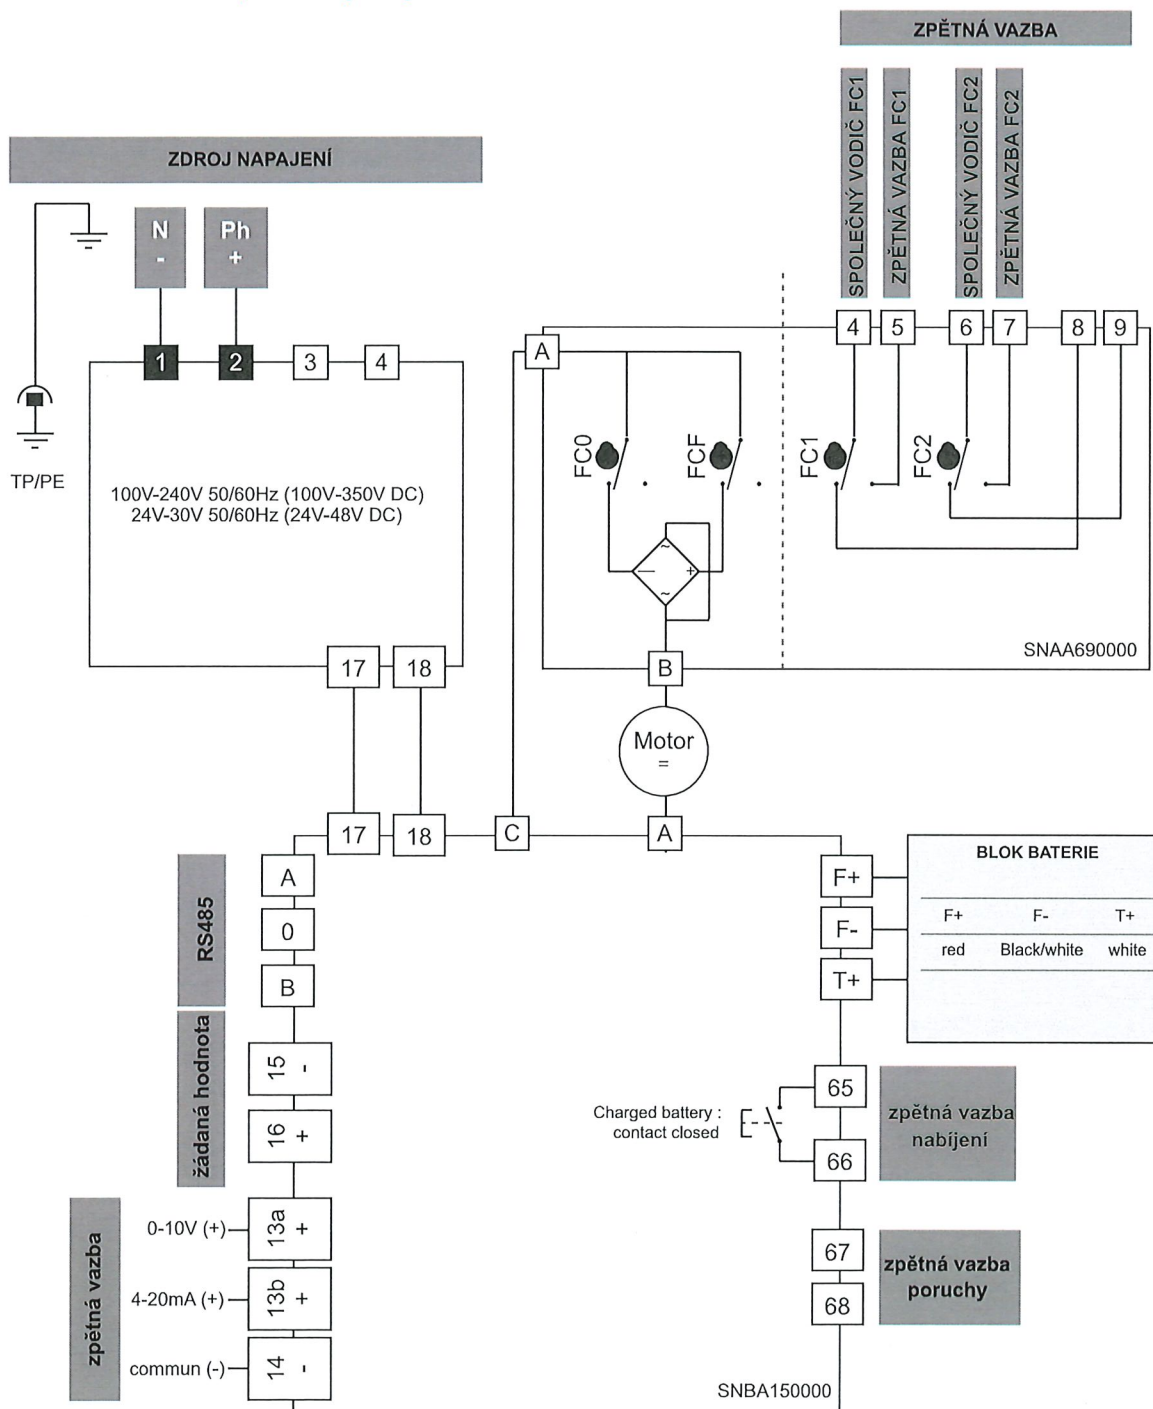 ZPĚTNÁ VAZBA
SPOLEČNÝ VODIČ FC1
ZPĚTNÁ VAZBA FC1
SPOLEČNÝ VODIČ FC2
ZPĚTNÁ VAZBA FC2
ZDROJ NAPAJENÍ
N
-
Ph
+
1
2
3
4
TP/PE
100V-240V 50/60Hz (100V-350V DC)
24V-30V 50/60Hz (24V-48V DC)
17
18
A
4
5
6
7
8
9
FC0
FCF
FC1
FC2
~
— +
~
SNAA690000
B
Motor
=
17
18
C
A
RS485
A
0
B
žádaná hodnota
15 -
16 +
zpětná vazba
0-10V (+)
13a +
4-20mA (+)
13b +
commun (-)
14 -
F+
F-
T+
BLOK BATERIE
F+ F- T+
red Black/white white
Charged battery :
contact closed
65
66
zpětná vazba
nabíjení
67
68
zpětná vazba
poruchy
SNBA150000